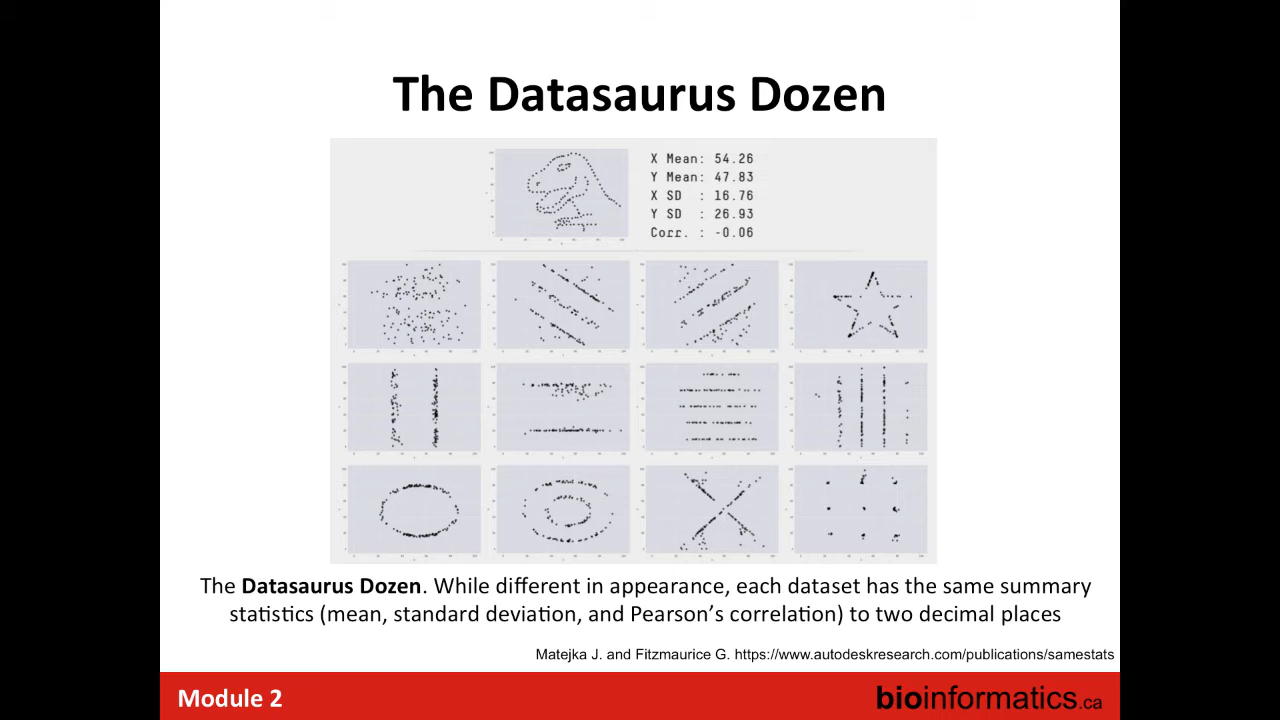 The Datasaurus Dozen
X Mean: 54.26
Y Mean: 47.83
X SD : 16.76
Y SD : 26.93
Corr. : -0.06
The Datasaurus Dozen. While different in appearance, each dataset has the same summary
statistics (mean, standard deviation, and Pearson's correlation) to two decimal places
Matejka J. and Fitzmaurice G. https://www.autodeskresearch.com/publications/samestats
Module 2
bioinformatics.ca